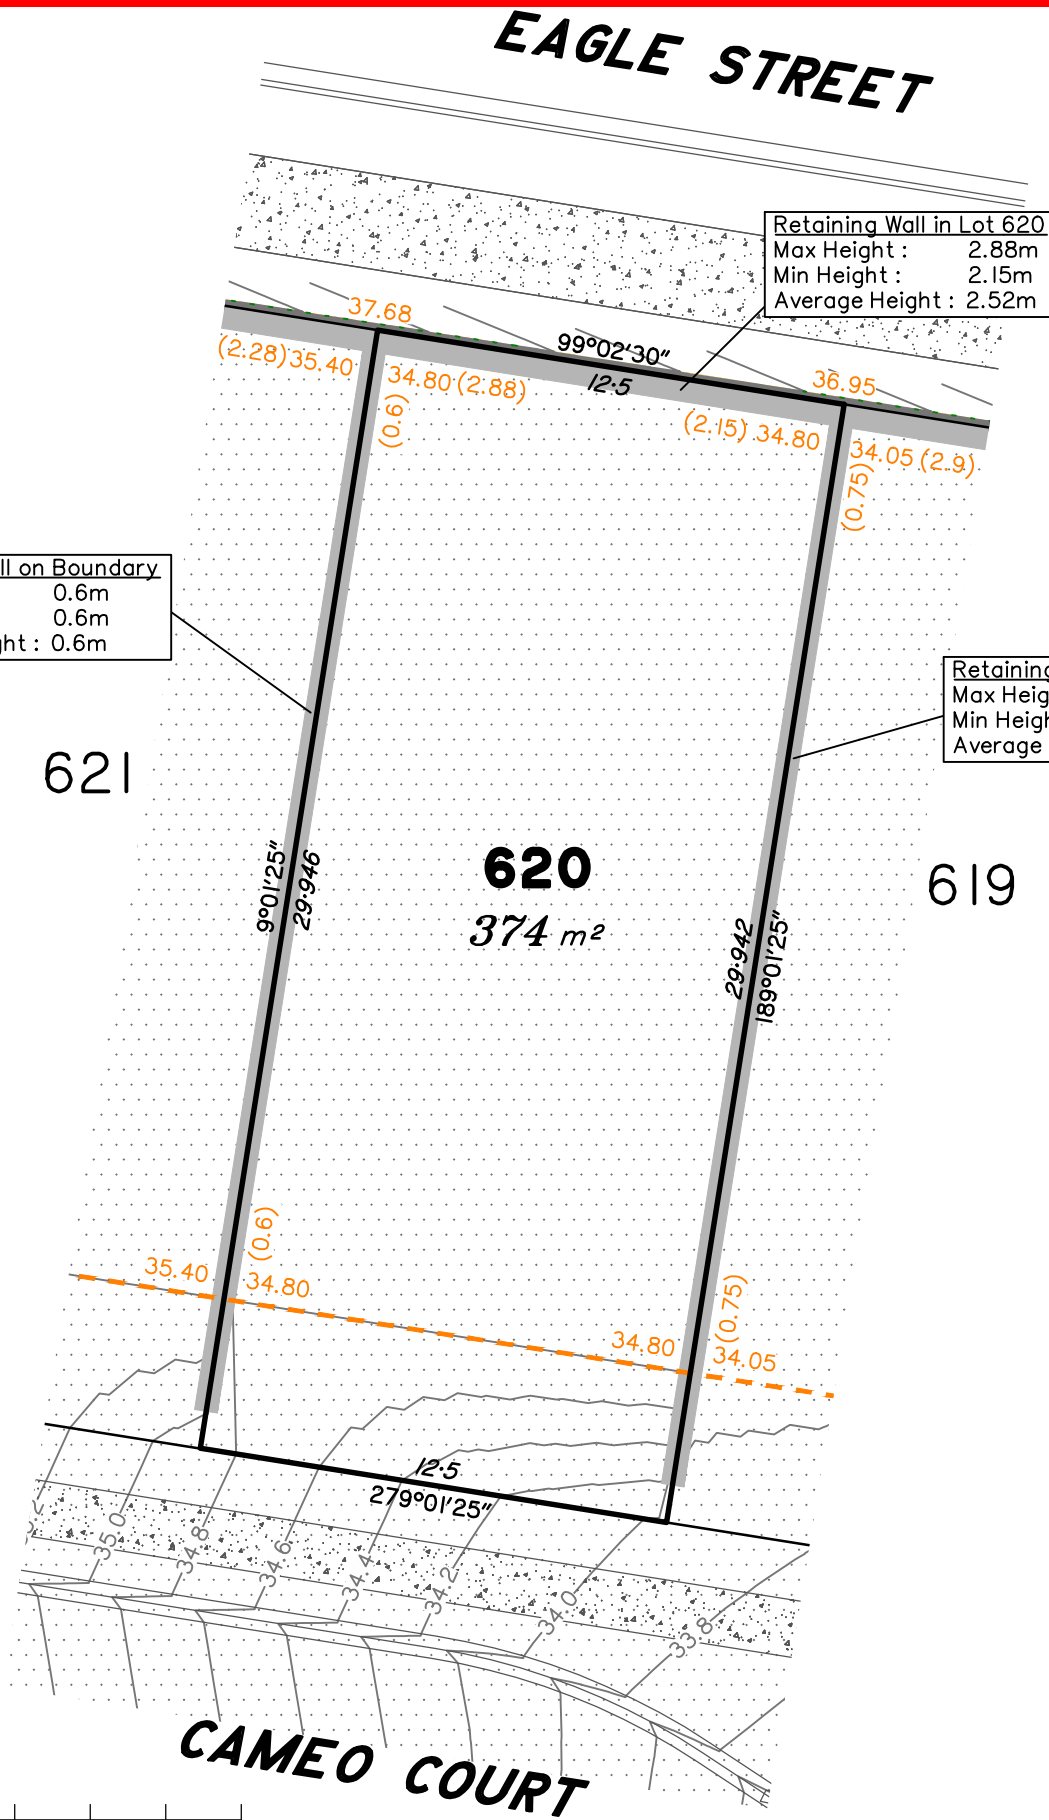 EAGLE STREET
Retaining Wall in Lot 620
Max Height : 2.88m
Min Height : 2.15m
Average Height : 2.52m
37.68
99°02'30"
12·5
36.95
(2.28) 35.40
34.80 (2.88)
(0.6)
(2.15) 34.80
34.05 (2.9)
(0.75)
ll on Boundary
0.6m
0.6m
ght : 0.6m
Retaining
Max Heig
Min Heigh
Average
621
620
374 m²
619
9°01'25"
29·946
29·942
189°01'25"
(0.6)
35.40
34.80
(0.75)
34.80
34.05
12·5
279°01'25"
35.0
34.8
34.6
34.4
34.2
34.0
33.8
CAMEO COURT